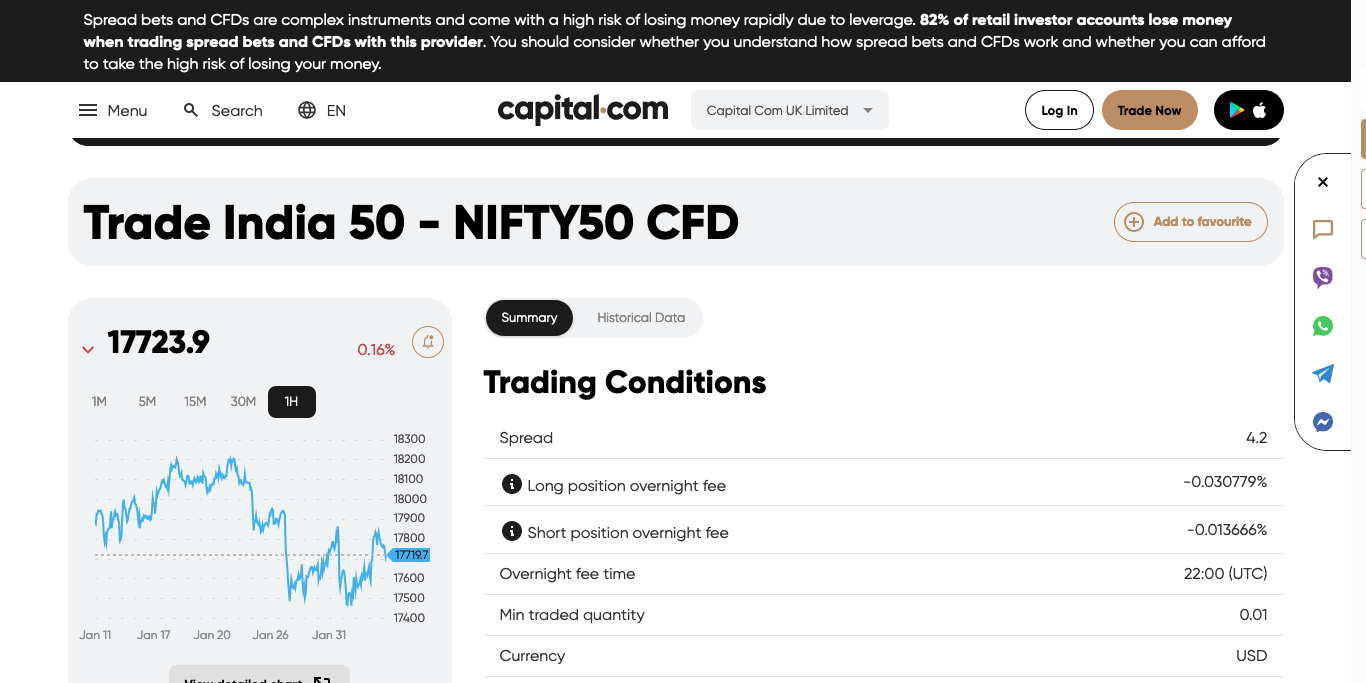 Spread bets and CFDs are complex instruments and come with a high risk of losing money rapidly due to leverage. 82% of retail investor accounts lose money
when trading spread bets and CFDs with this provider. You should consider whether you understand how spread bets and CFDs work and whether you can afford
to take the high risk of losing your money.
Menu Search EN capital.com Capital Com UK Limited Log In Trade Now
Trade India 50 - NIFTY50 CFD
Add to favourite
17723.9 0.16%
1M 5M 15M 30M 1H
18300
18200
18100
18000
17900
17800
17719.7
17600
17500
17400
Jan 11 Jan 17 Jan 20 Jan 26 Jan 31
View detailed chart
Summary Historical Data
Trading Conditions
Spread 4.2
Long position overnight fee -0.030779%
Short position overnight fee -0.013666%
Overnight fee time 22:00 (UTC)
Min traded quantity 0.01
Currency USD